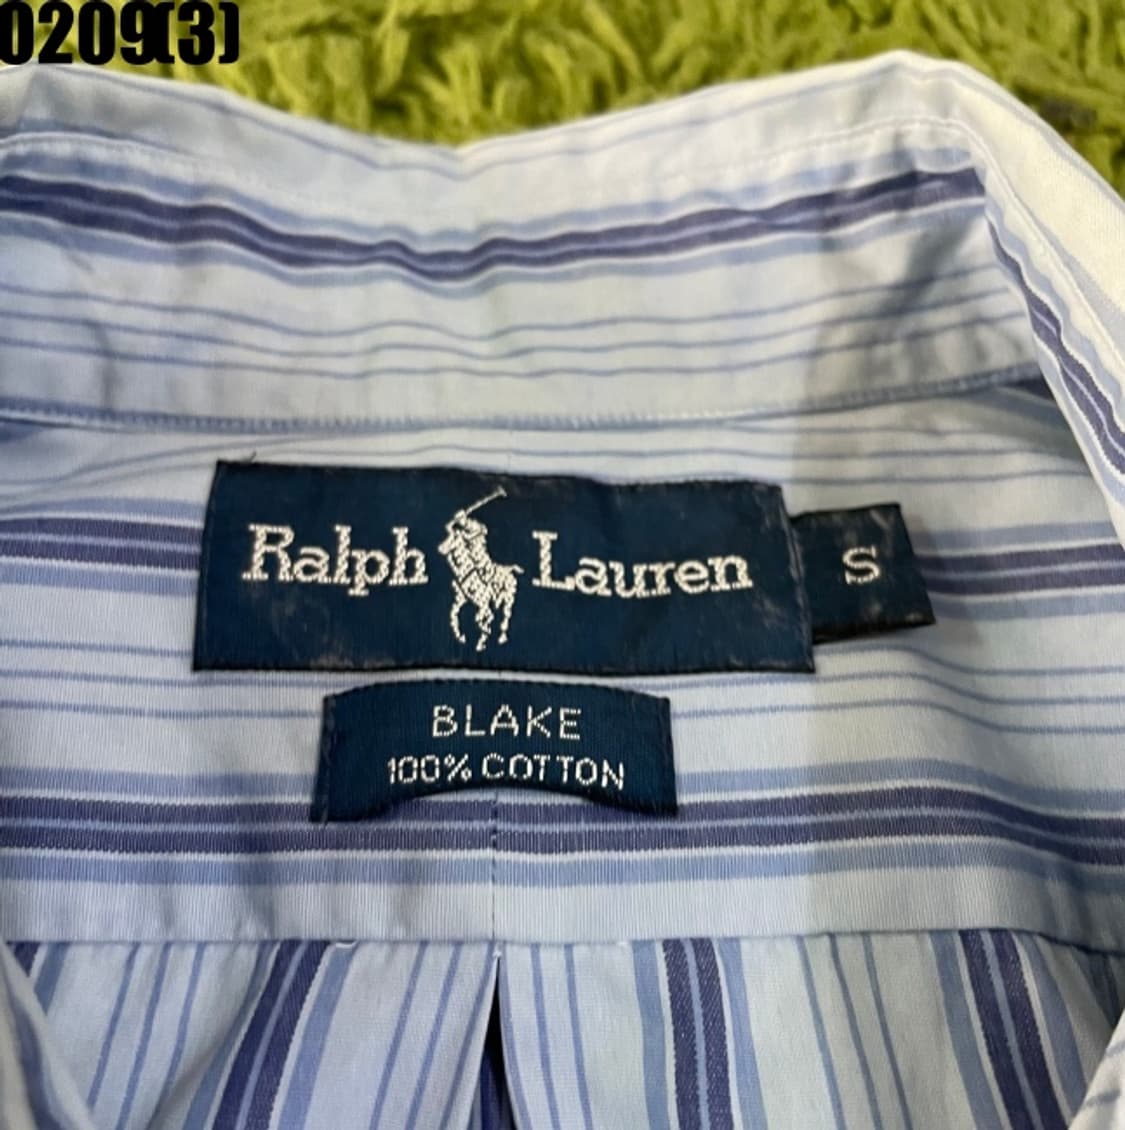 0209(3)
Ralph Lauren
S
BLAKE
100% COTTON